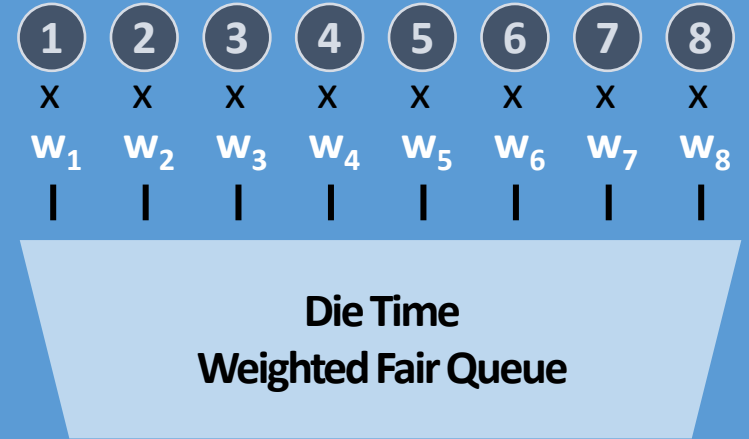 1 2 3 4 5 6 7 8
x x x x x x x x
w₁ w₂ w₃ w₄ w₅ w₆ w₇ w₈
Die Time
Weighted Fair Queue